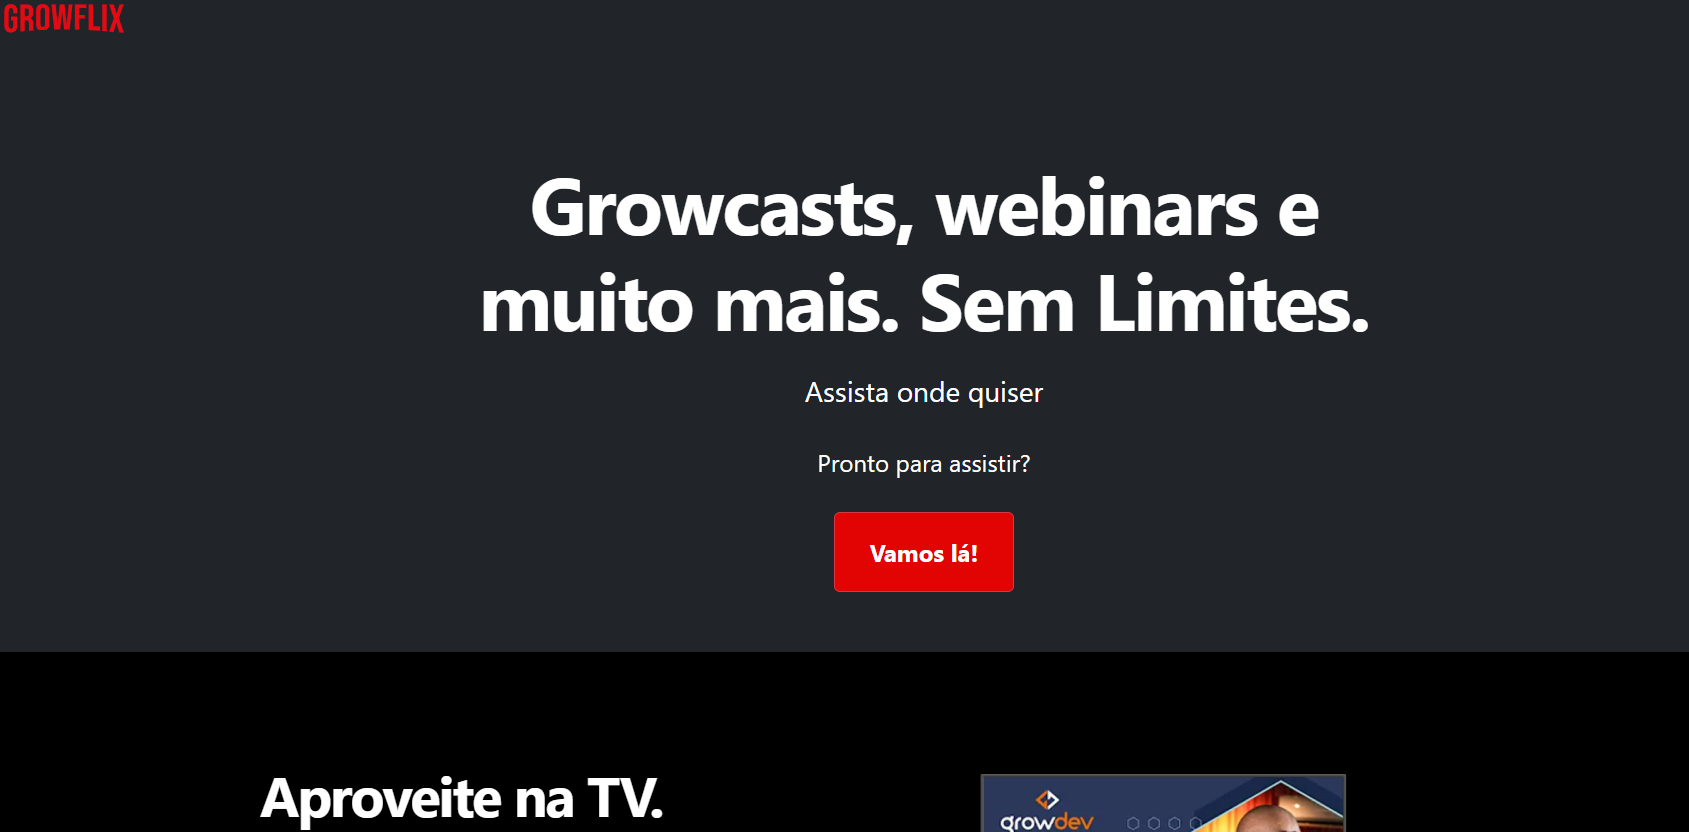 GROWFLIX
Growcasts, webinars e
muito mais. Sem Limites.
Assista onde quiser
Pronto para assistir?
Vamos lá!
Aproveite na TV.
growdev